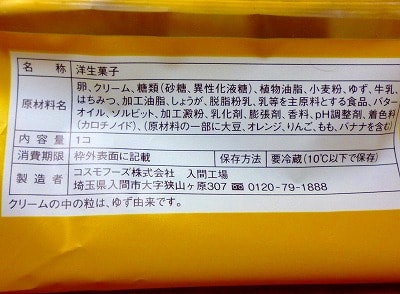 名 称 洋生菓子
原材料名 卵、クリーム、糖類(砂糖、異性化液糖)、植物油脂、小麦粉、ゆず、牛乳、
はちみつ、加工油脂、しょうが、脱脂粉乳、乳等を主原料とする食品、バター
オイル、ソルビット、加工澱粉、乳化剤、膨張剤、香料、pH調整剤、着色料
(カロチノイド)、(原材料の一部に大豆、オレンジ、りんご、もも、バナナを含む)
内容量 1コ
消費期限 枠外表面に記載 保存方法 要冷蔵(10℃以下で保存)
製造者 コスモフーズ株式会社 入間工場
埼玉県入間市大字狭山ヶ原307 ☎ 0120-79-1888
クリームの中の粒は、ゆず由来です。